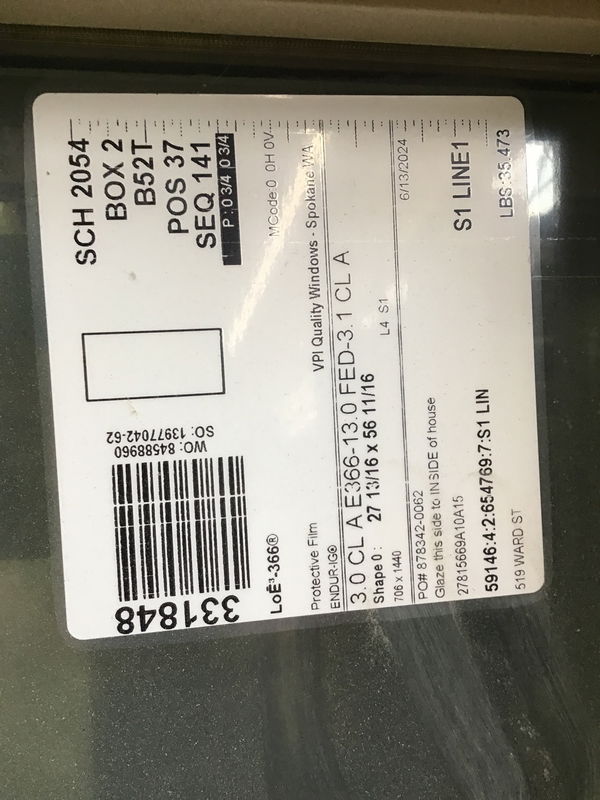 SCH 2054
BOX 2
B52T
POS 37
SEQ 141
P: 0 3/4 0 3/4
WO: 84588960
SO: 13977042-62
331848
LoĒ³-366®
MCode:0 0H 0V
Protective Film
VPI Quality Windows - Spokane WA
ENDUR-IG®
3.0 CL A E366-13.0 FED-3.1 CL A
Shape 0: 27 13/16 x 56 11/16
706 x 1440
L4 S1
PO# 878342-0062
6/13/2024
Glaze this side to INSIDE of house
27815669A10A15
S1 LINE1
59146:4:2:654769:7:S1 LIN
519 WARD ST
LBS:35.473